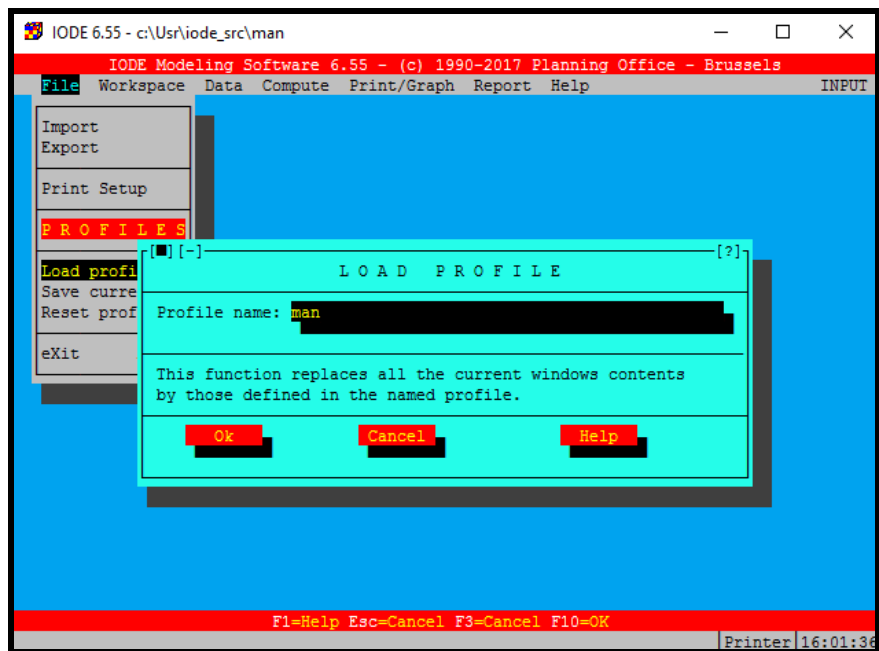 IODE 6.55 - c:\Usr\iode_src\man
IODE Modeling Software 6.55 - (c) 1990-2017 Planning Office - Brussels
File Workspace Data Compute Print/Graph Report Help INPUT
Import
Export
Print Setup
P R O F I L E S
[■] [-] [?]
L O A D P R O F I L E
Load profi
Save curre
Reset prof
Profile name: man
eXit
This function replaces all the current windows contents
by those defined in the named profile.
Ok Cancel Help
F1=Help Esc=Cancel F3=Cancel F10=OK
Printer 16:01:36